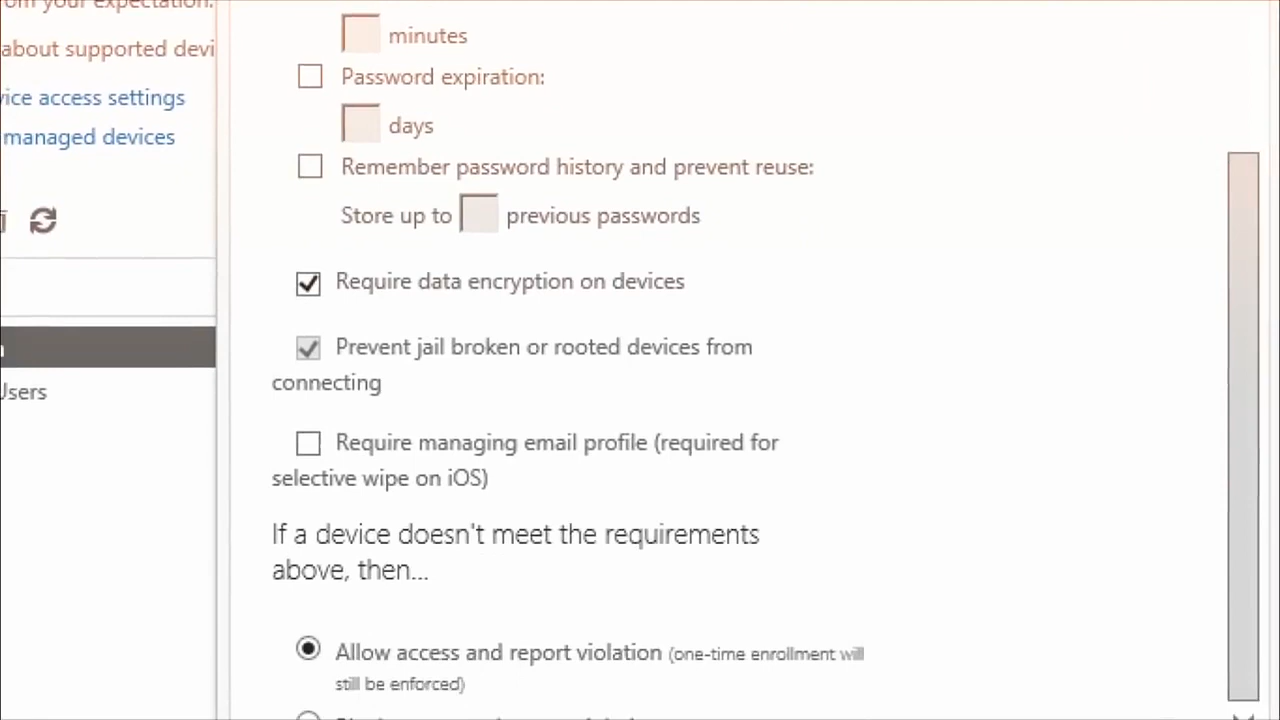 om your expectation.
about supported devi
vice access settings
managed devices
Users
minutes
Password expiration:
days
Remember password history and prevent reuse:
Store up to previous passwords
Require data encryption on devices
Prevent jail broken or rooted devices from
connecting
Require managing email profile (required for
selective wipe on iOS)
If a device doesn't meet the requirements
above, then...
Allow access and report violation (one-time enrollment will
still be enforced)